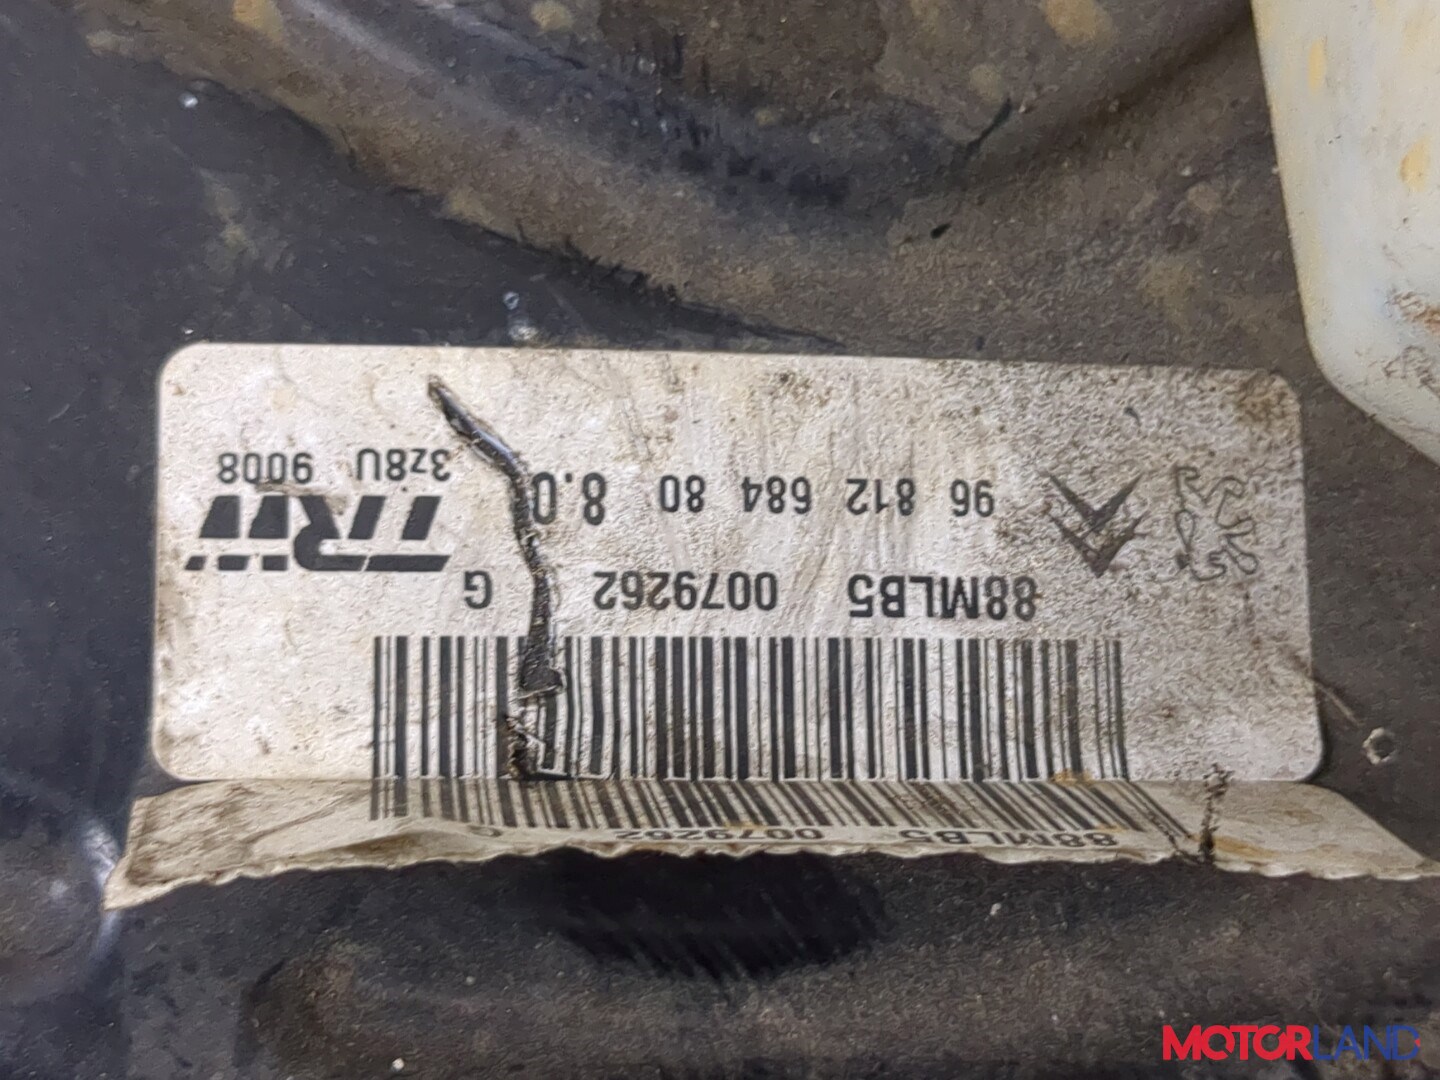 88MLB5 0079262 G
88MLB5 0079262 G
96 812 684 80 8.0 TRW
3z8U 9008
MOTORLAND